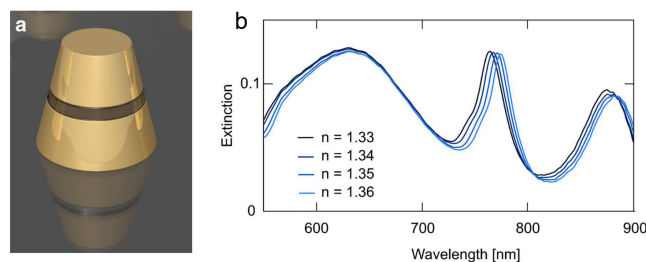 a
b
Extinction
0.1
0
n = 1.33
n = 1.34
n = 1.35
n = 1.36
600
700
800
900
Wavelength [nm]